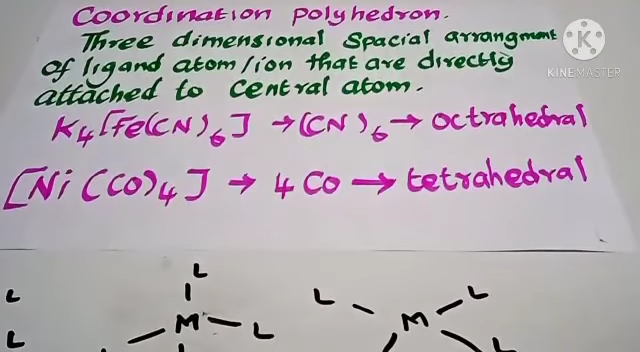 Coordination polyhedron.
Three dimensional Spacial arrangment
of ligand atom/ion that are directly
attached to central atom.
K4[Fe(CN)6] → (CN)6 → octrahedral
[Ni(CO)4] → 4 Co → tetrahedral
KINEMASTER
L
L L L
M L M
L L